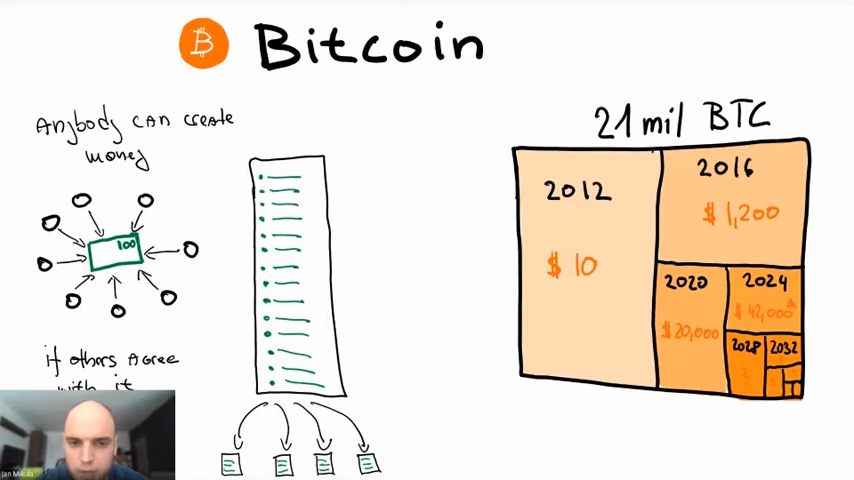 ₿ Bitcoin
Anybody can create
money
100
if others agree
with it
21 mil BTC
2012
$ 10
2016
$ 1,200
2020
$ 20,000
2024
$ 42,000
2028
?
2032
Jan Mikula